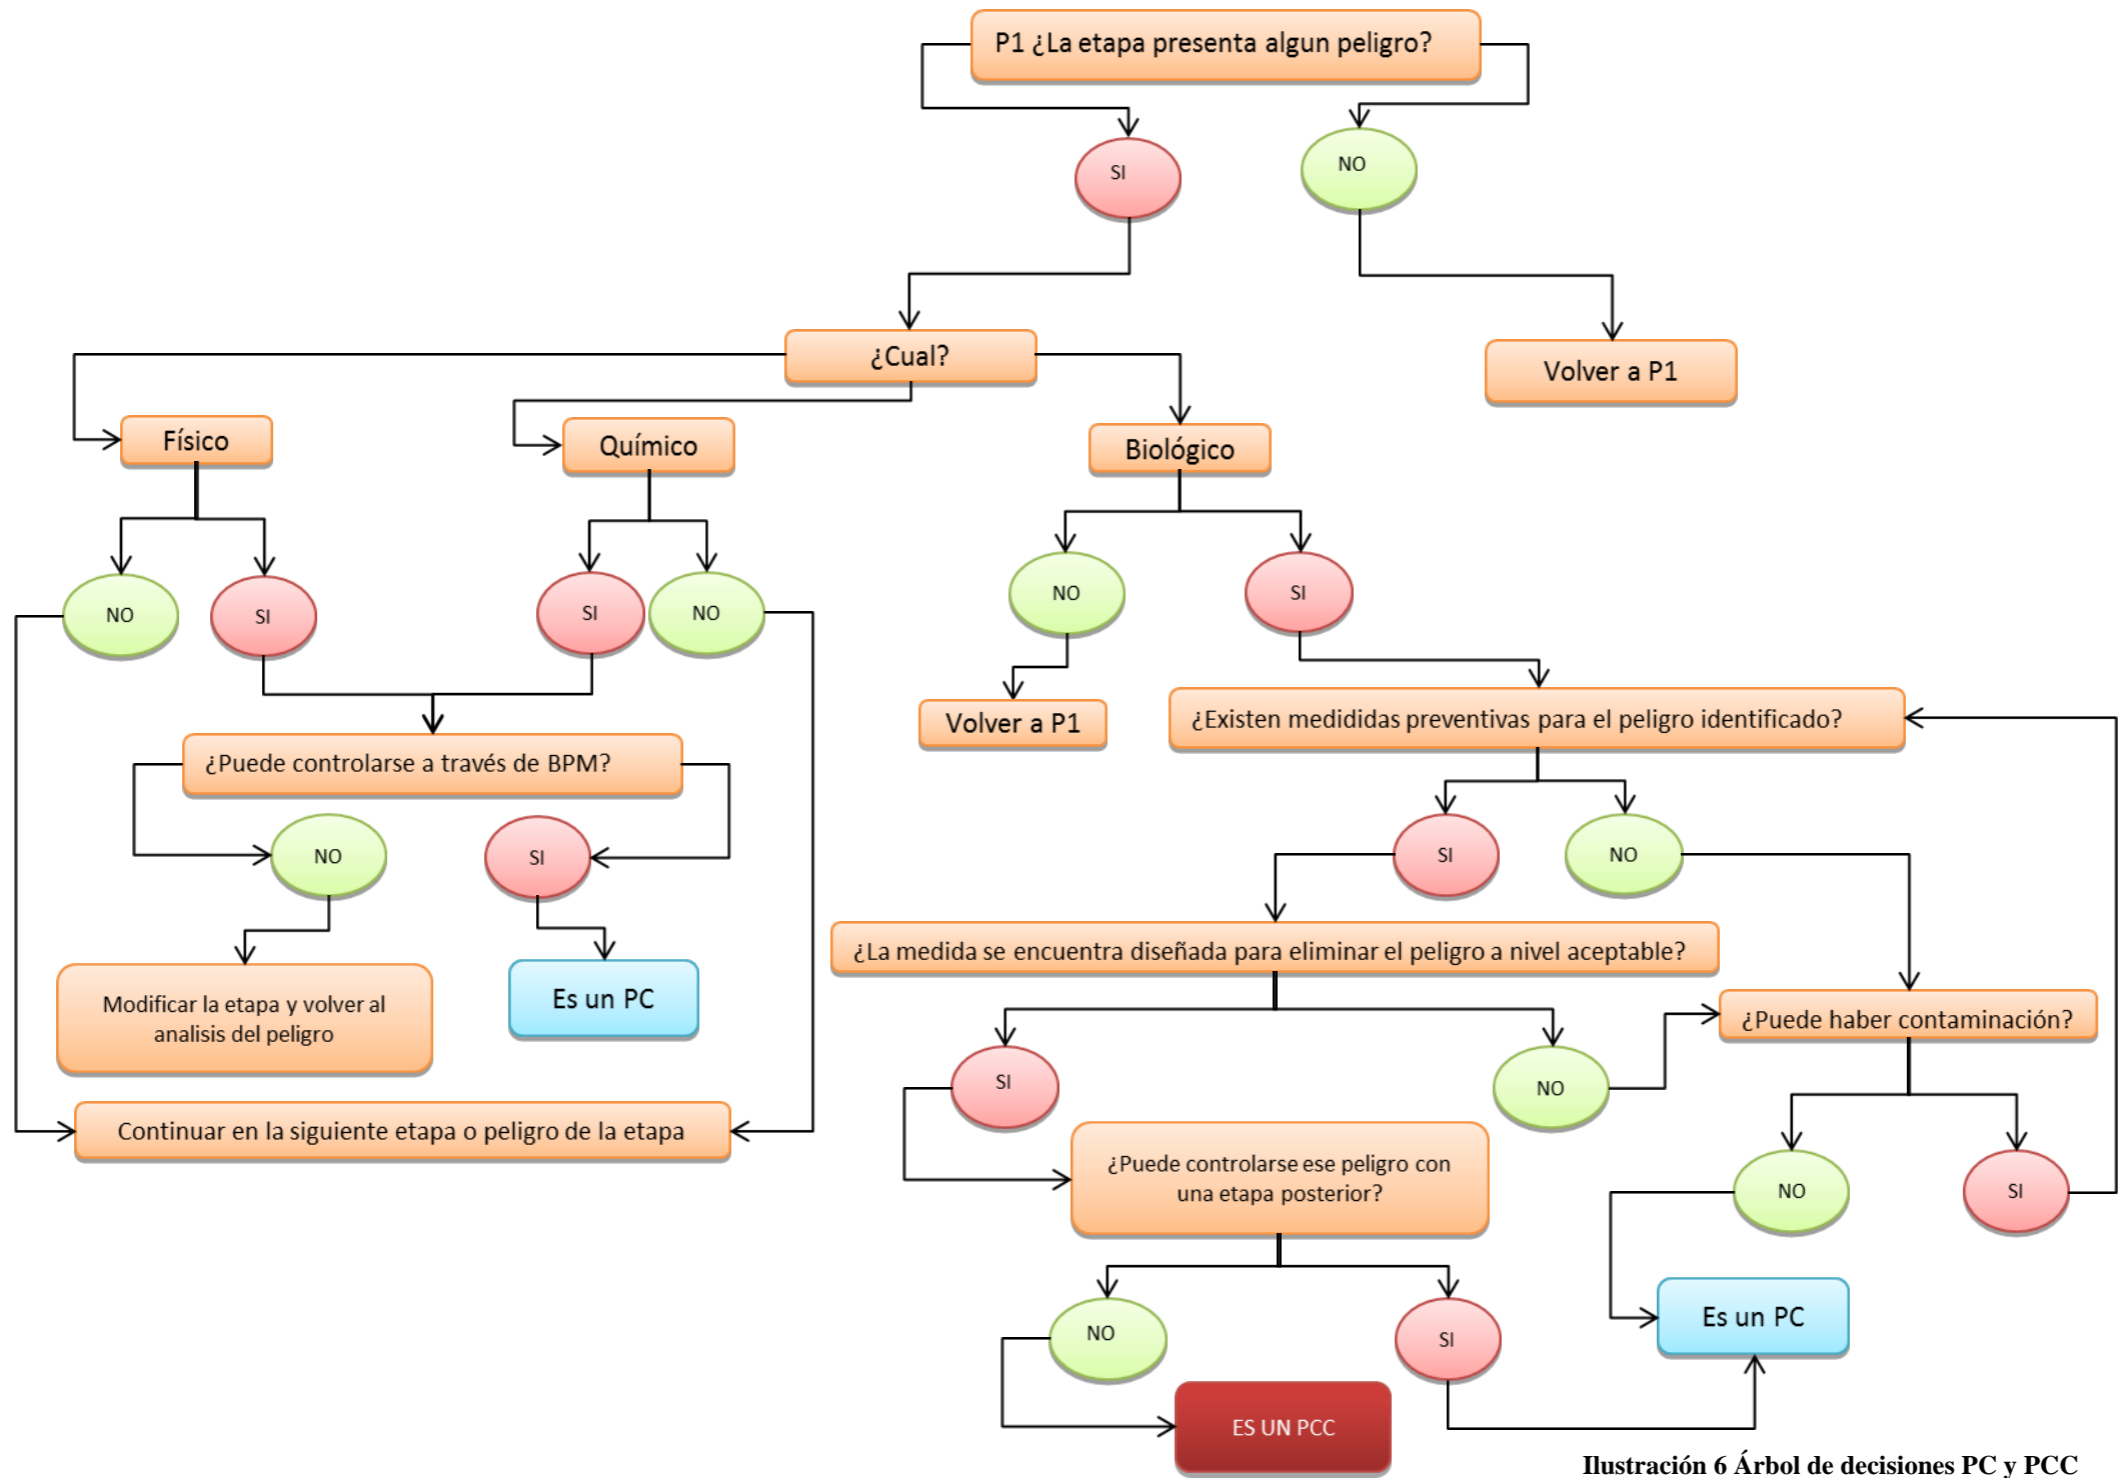 P1 ¿La etapa presenta algun peligro?
SI
NO
¿Cual?
Volver a P1
Físico
Químico
Biológico
NO
SI
SI
NO
NO
SI
Volver a P1
¿Existen medididas preventivas para el peligro identificado?
¿Puede controlarse a través de BPM?
NO
SI
SI
NO
¿La medida se encuentra diseñada para eliminar el peligro a nivel aceptable?
Modificar la etapa y volver al
analisis del peligro
Es un PC
¿Puede haber contaminación?
SI
NO
Continuar en la siguiente etapa o peligro de la etapa
¿Puede controlarse ese peligro con
una etapa posterior?
NO
SI
NO
SI
Es un PC
ES UN PCC
Ilustración 6 Árbol de decisiones PC y PCC